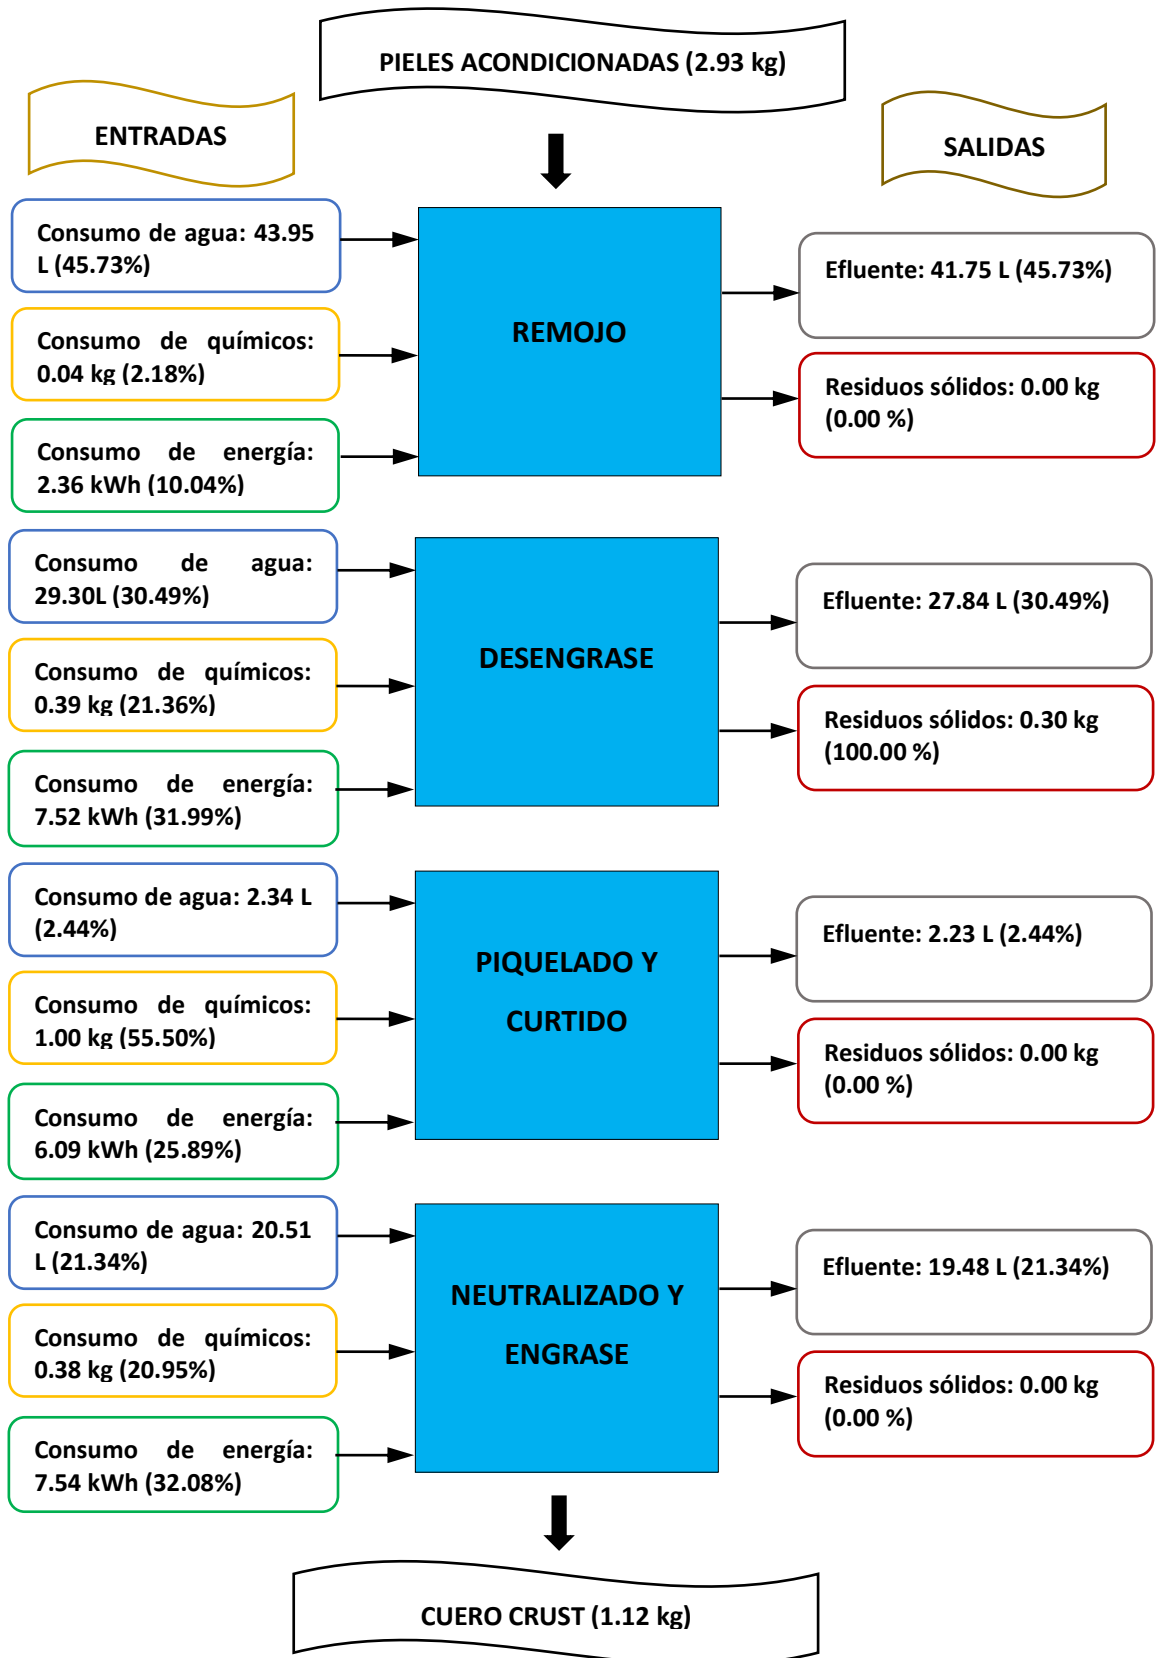 PIELES ACONDICIONADAS (2.93 kg)
ENTRADAS
SALIDAS
Consumo de agua: 43.95
L (45.73%)
Consumo de químicos:
0.04 kg (2.18%)
Consumo de energía:
2.36 kWh (10.04%)
REMOJO
Efluente: 41.75 L (45.73%)
Residuos sólidos: 0.00 kg
(0.00 %)
Consumo de agua:
29.30L (30.49%)
Consumo de químicos:
0.39 kg (21.36%)
Consumo de energía:
7.52 kWh (31.99%)
DESENGRASE
Efluente: 27.84 L (30.49%)
Residuos sólidos: 0.30 kg
(100.00 %)
Consumo de agua: 2.34 L
(2.44%)
Consumo de químicos:
1.00 kg (55.50%)
Consumo de energía:
6.09 kWh (25.89%)
PIQUELADO Y
CURTIDO
Efluente: 2.23 L (2.44%)
Residuos sólidos: 0.00 kg
(0.00 %)
Consumo de agua: 20.51
L (21.34%)
Consumo de químicos:
0.38 kg (20.95%)
Consumo de energía:
7.54 kWh (32.08%)
NEUTRALIZADO Y
ENGRASE
Efluente: 19.48 L (21.34%)
Residuos sólidos: 0.00 kg
(0.00 %)
CUERO CRUST (1.12 kg)